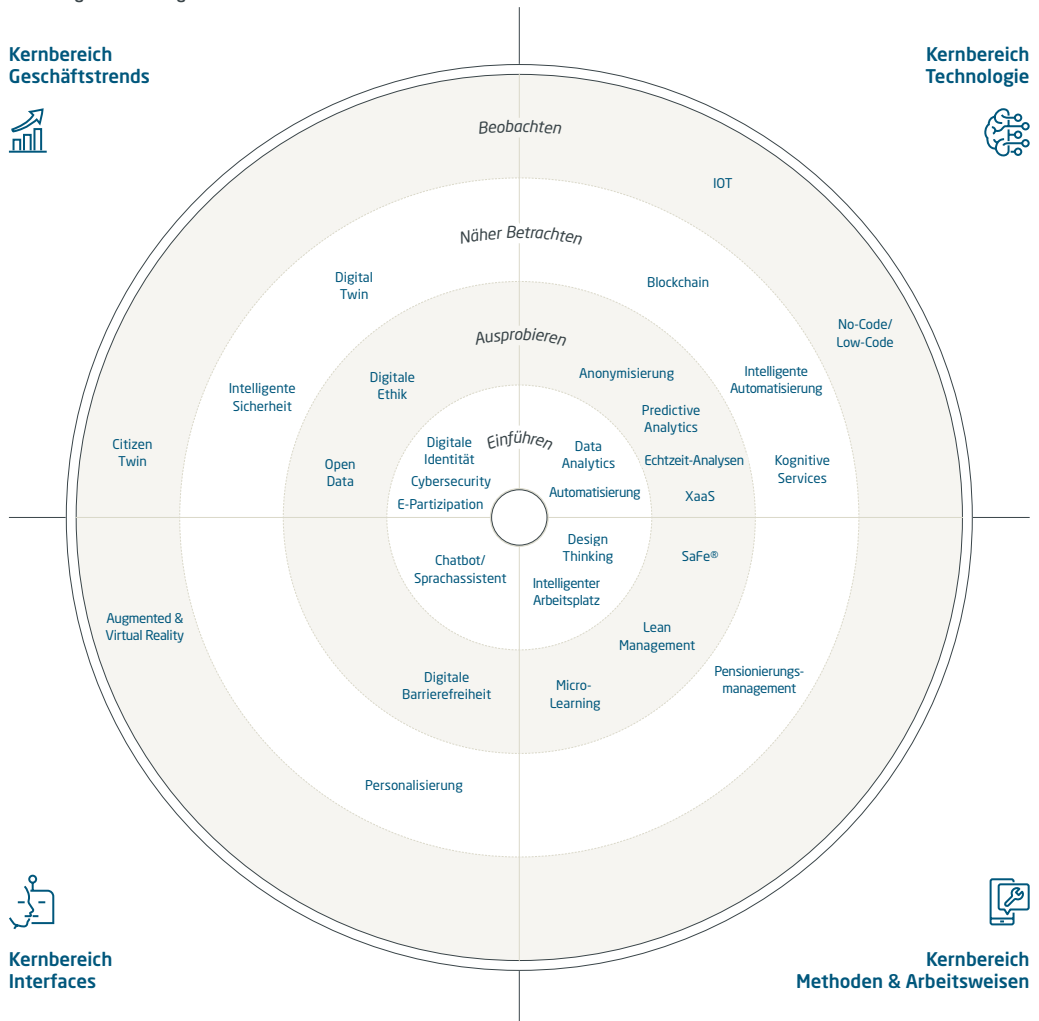 Kernbereich
Geschäftstrends
Kernbereich
Technologie
Beobachten
IOT
Näher Betrachten
Digital
Twin
Blockchain
No-Code/
Low-Code
Ausprobieren
Digitale
Ethik
Anonymisierung
Intelligente
Automatisierung
Intelligente
Sicherheit
Predictive
Analytics
Citizen
Twin
Einführen
Digitale
Identität
Data
Analytics
Echtzeit-Analysen
Kognitive
Services
Open
Data
Cybersecurity
Automatisierung
XaaS
E-Partizipation
Design
Thinking
SaFe®
Chatbot/
Sprachassistent
Intelligenter
Arbeitsplatz
Augmented &
Virtual Reality
Lean
Management
Digitale
Barrierefreiheit
Micro-
Learning
Pensionierungs-
management
Personalisierung
Kernbereich
Interfaces
Kernbereich
Methoden & Arbeitsweisen